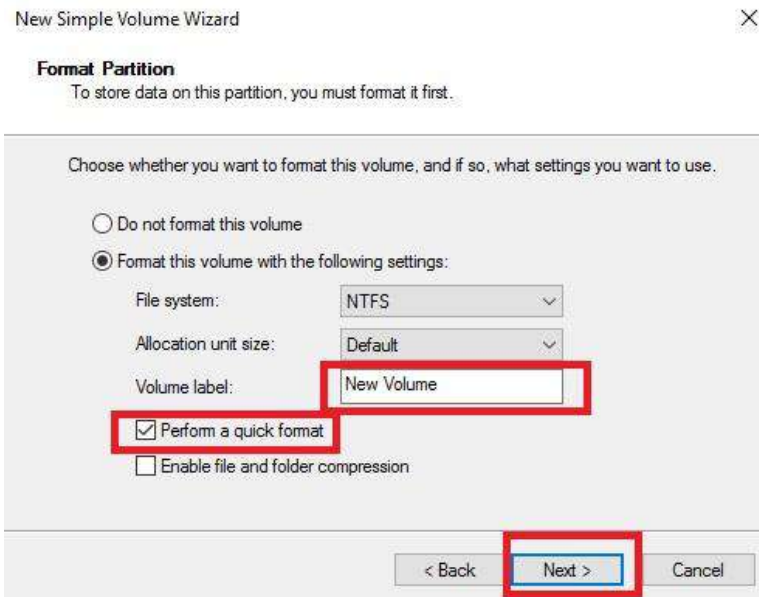 New Simple Volume Wizard
Format Partition
To store data on this partition, you must format it first.
Choose whether you want to format this volume, and if so, what settings you want to use.
Do not format this volume
Format this volume with the following settings:
File system: NTFS
Allocation unit size: Default
Volume label: New Volume
Perform a quick format
Enable file and folder compression
< Back Next > Cancel